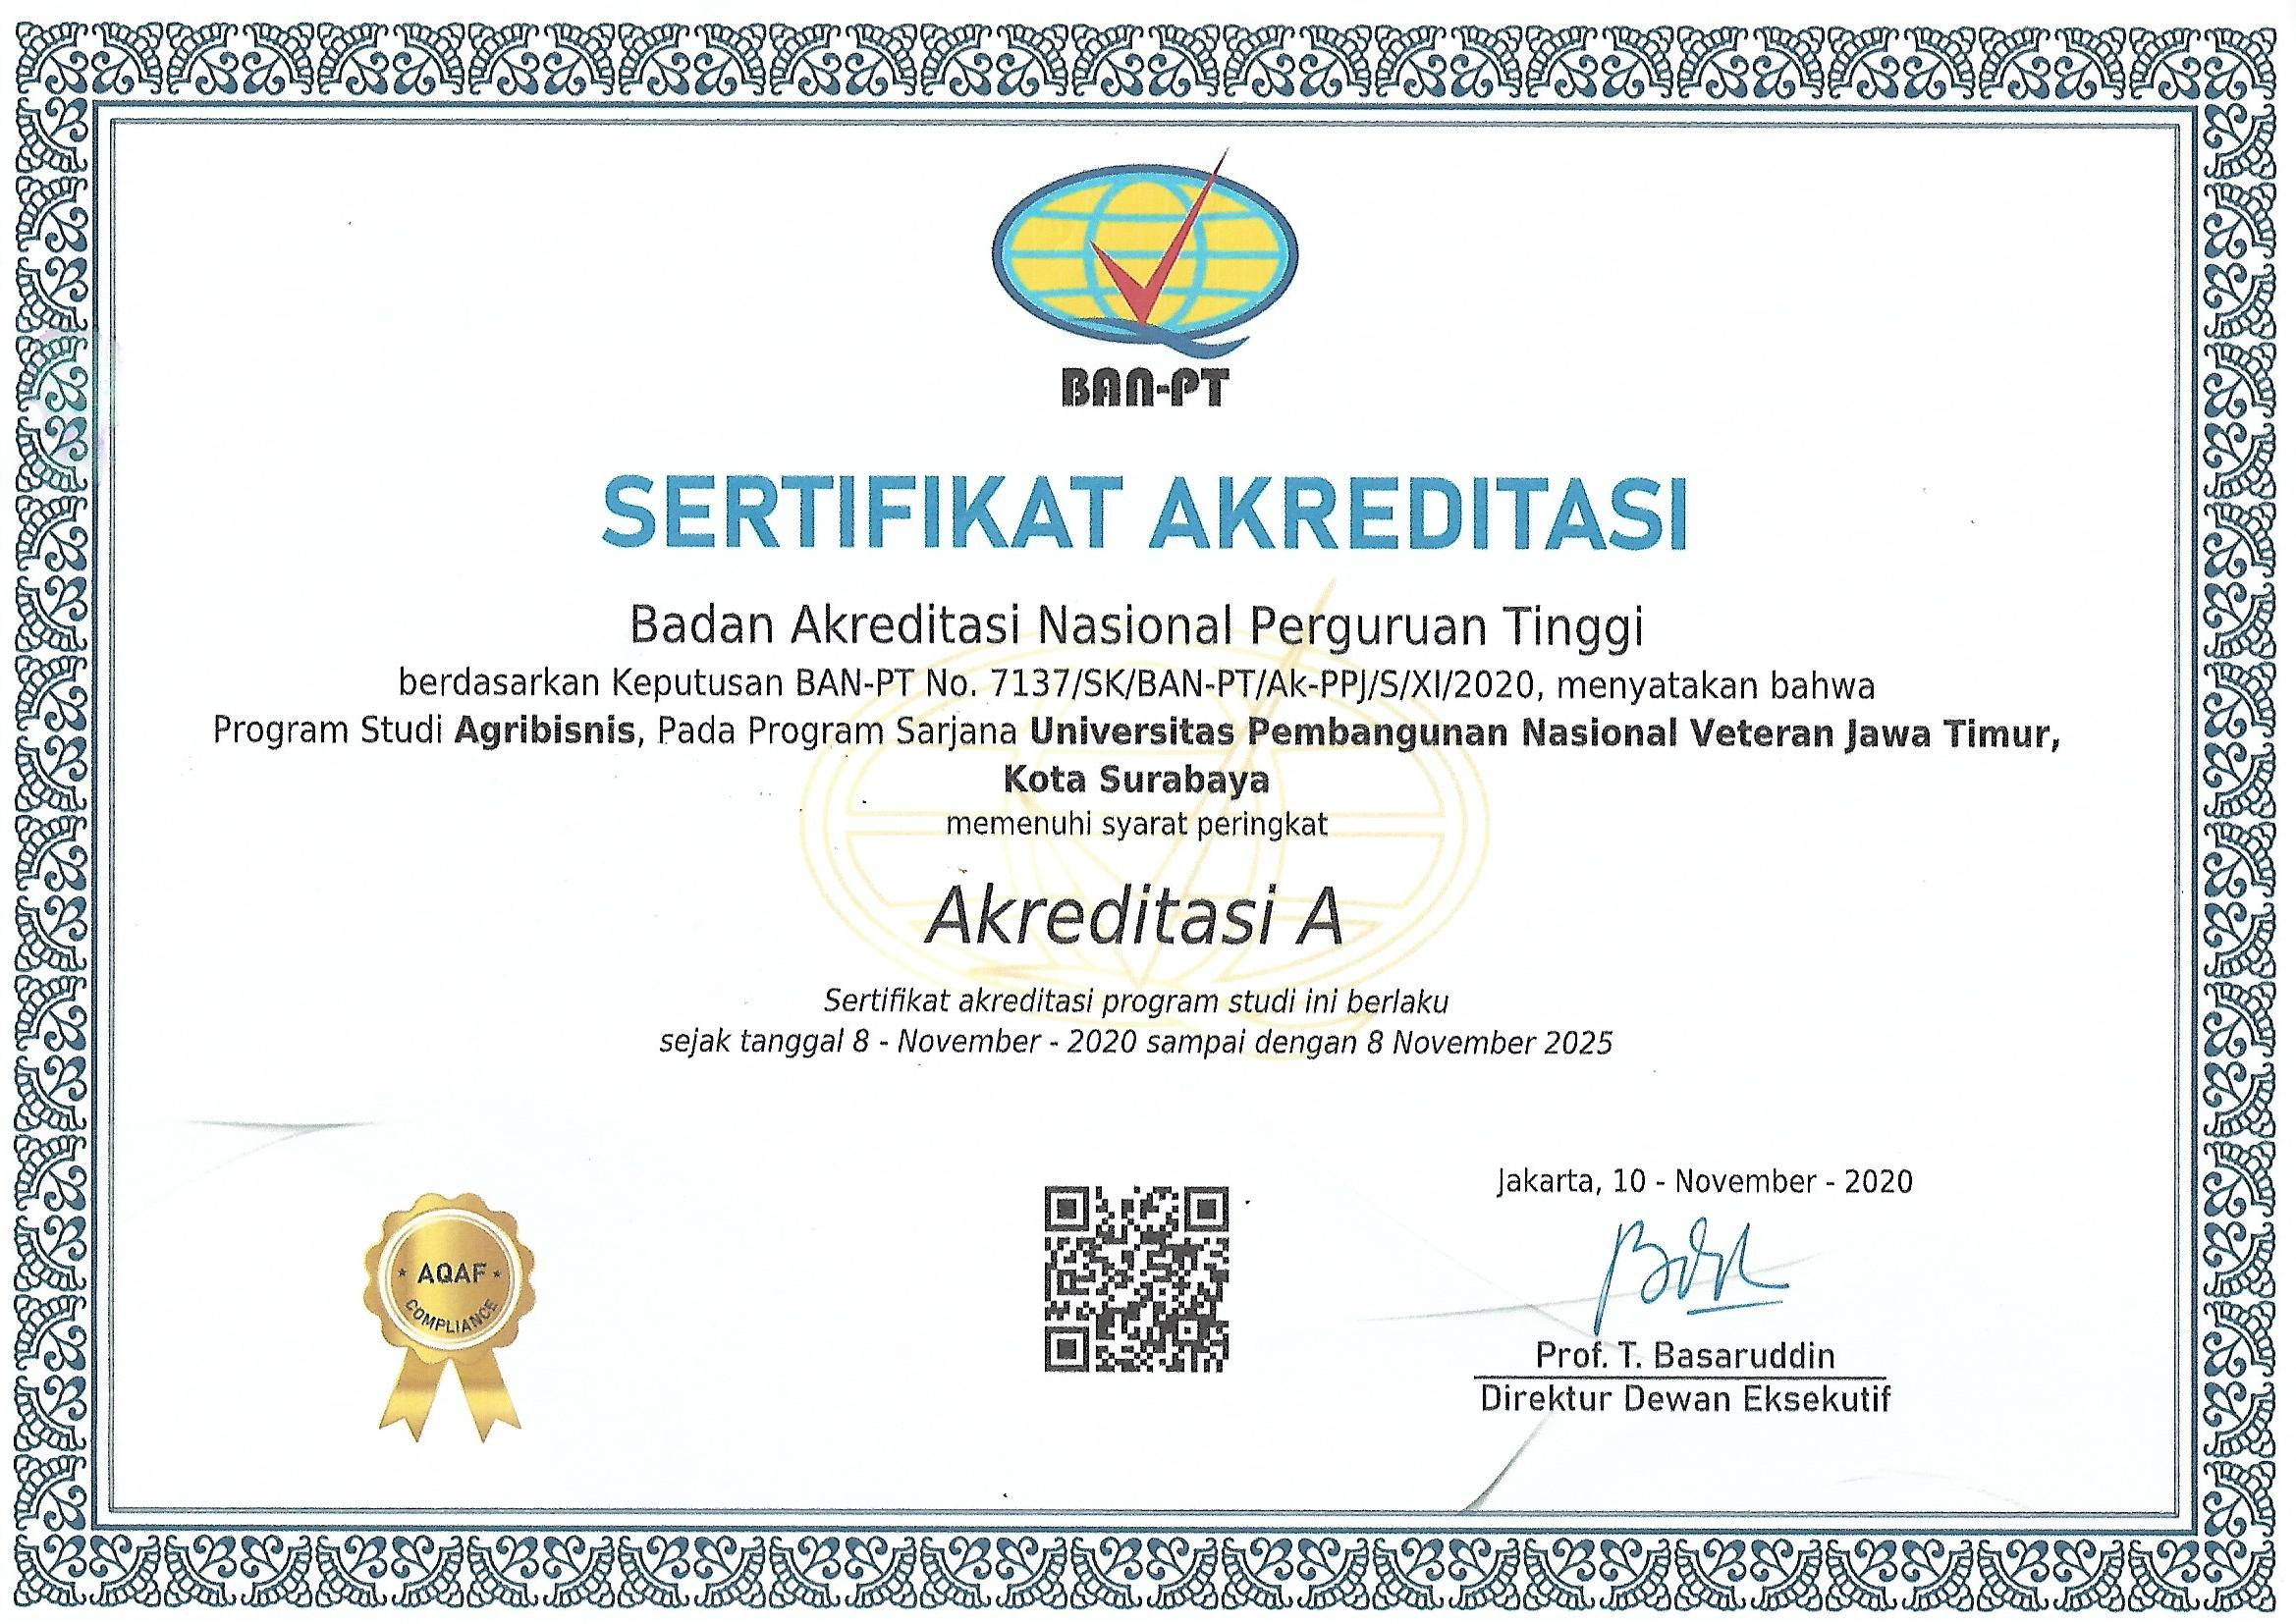 BAN-PT
SERTIFIKAT AKREDITASI
Badan Akreditasi Nasional Perguruan Tinggi
berdasarkan Keputusan BAN-PT No. 7137/SK/BAN-PT/Ak-PPJ/S/XI/2020, menyatakan bahwa
Program Studi Agribisnis, Pada Program Sarjana Universitas Pembangunan Nasional Veteran Jawa Timur,
Kota Surabaya
memenuhi syarat peringkat
Akreditasi A
Sertifikat akreditasi program studi ini berlaku
sejak tanggal 8 - November - 2020 sampai dengan 8 November 2025
AQAF
COMPLIANCE
Jakarta, 10 - November - 2020
Prof. T. Basaruddin
Direktur Dewan Eksekutif